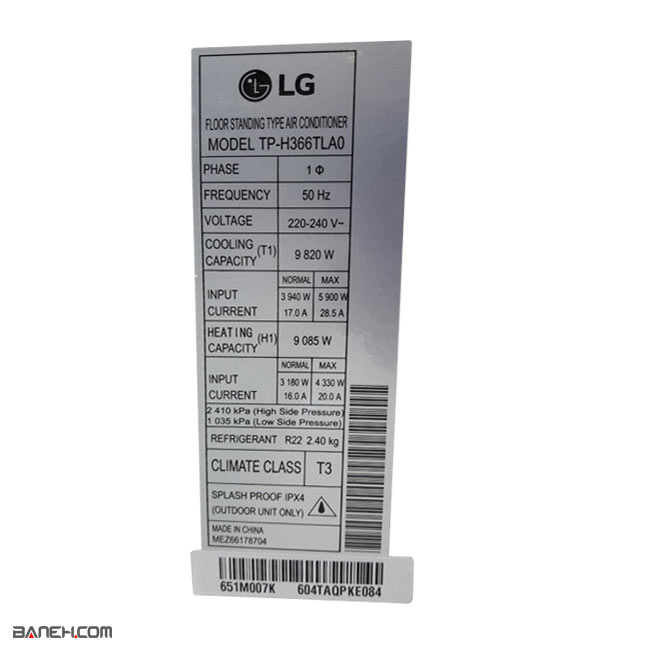 LG
FLOOR STANDING TYPE AIR CONDITIONER
MODEL TP-H366TLA0
PHASE 1 Φ
FREQUENCY 50 Hz
VOLTAGE 220-240 V~
COOLING CAPACITY (T1) 9 820 W
NORMAL MAX
INPUT 3 940 W 5 900 W
CURRENT 17.0 A 28.5 A
HEATING CAPACITY (H1) 9 085 W
NORMAL MAX
INPUT 3 180 W 4 330 W
CURRENT 16.0 A 20.0 A
2 410 kPa (High Side Pressure)
1 035 kPa (Low Side Pressure)
REFRIGERANT R22 2.40 kg
CLIMATE CLASS T3
SPLASH PROOF IPX4
(OUTDOOR UNIT ONLY)
MADE IN CHINA
MEZ66178704
651M007K 604TAQPKE084
BANEH.COM